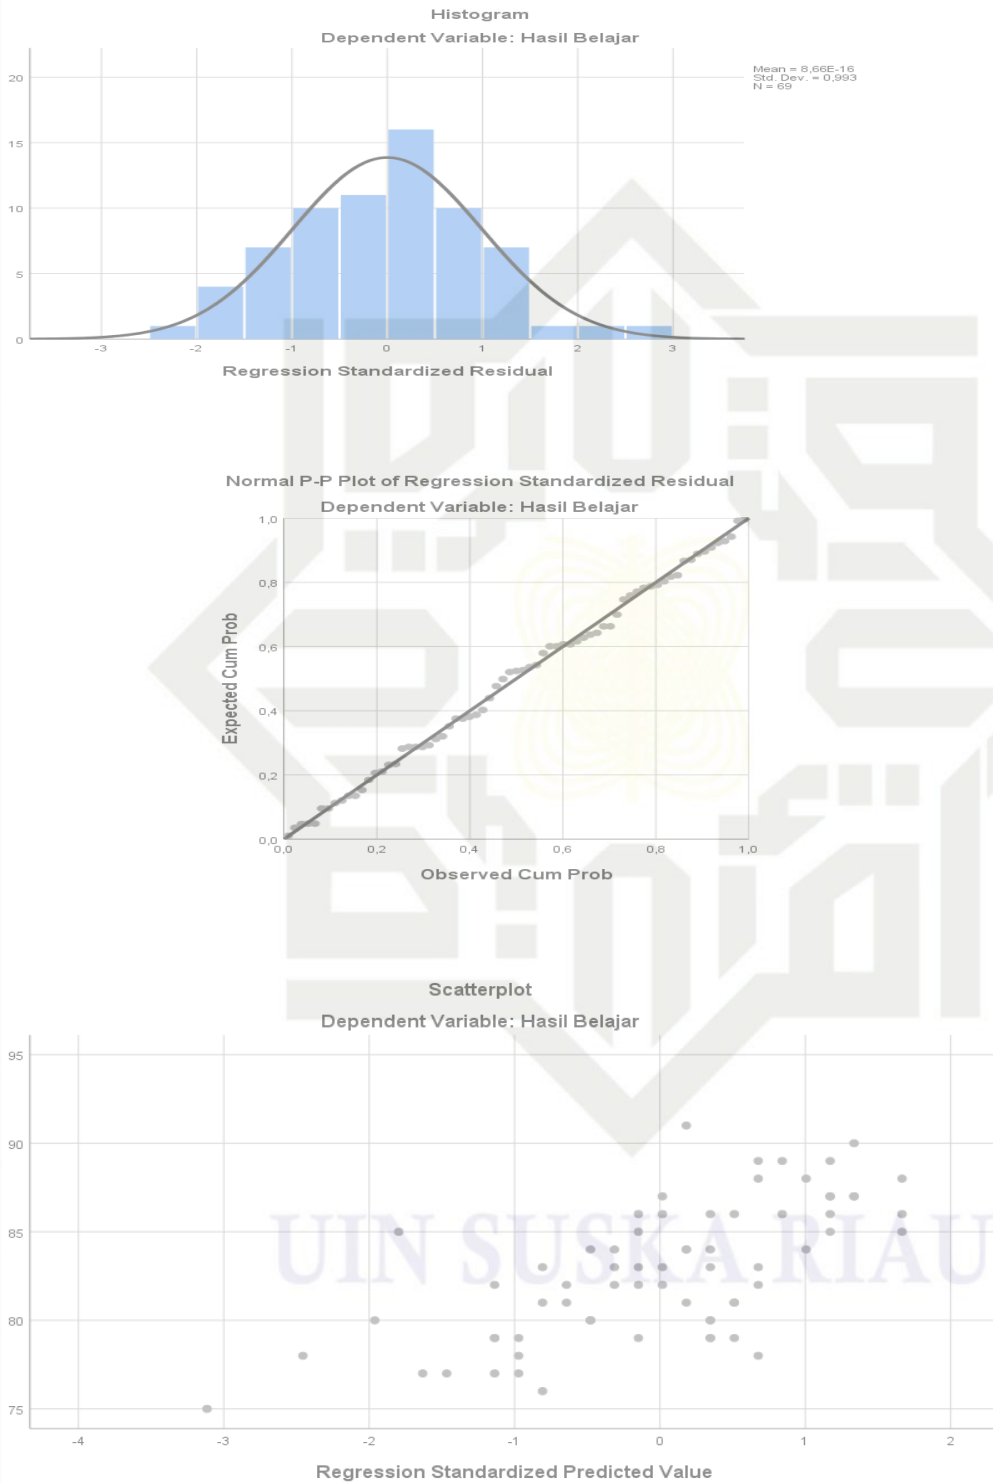 Histogram
Dependent Variable: Hasil Belajar
Mean = 8,66E-16
Std. Dev. = 0,993
N = 69
20
15
10
5
0
-3 -2 -1 0 1 2 3
Regression Standardized Residual
Normal P-P Plot of Regression Standardized Residual
Dependent Variable: Hasil Belajar
1,0
0,8
0,6
0,4
0,2
0,0
Expected Cum Prob
0,0 0,2 0,4 0,6 0,8 1,0
Observed Cum Prob
Scatterplot
Dependent Variable: Hasil Belajar
95
90
85
UIN SUSKA RIAU
80
75
-4 -3 -2 -1 0 1 2
Regression Standardized Predicted Value